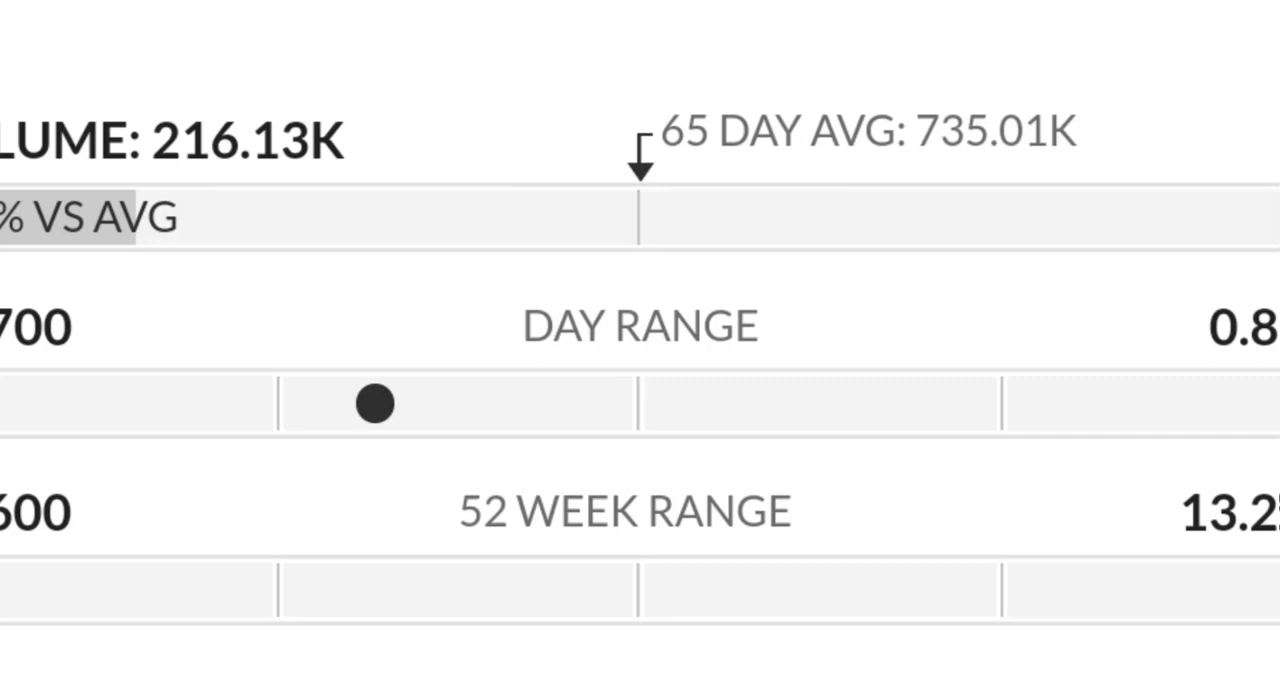 LUME: 216.13K
65 DAY AVG: 735.01K
% VS AVG
700
DAY RANGE
0.8
600
52 WEEK RANGE
13.2